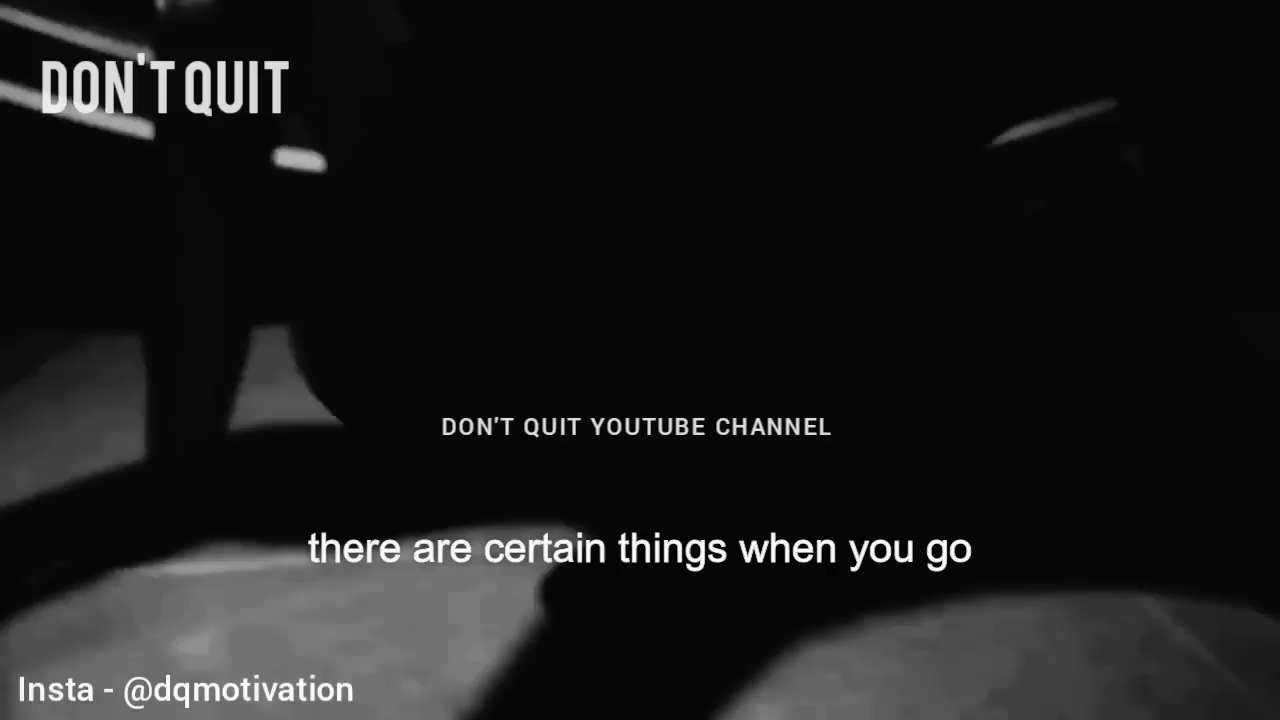 DON'T QUIT
DON'T QUIT YOUTUBE CHANNEL
there are certain things when you go
Insta - @dqmotivation